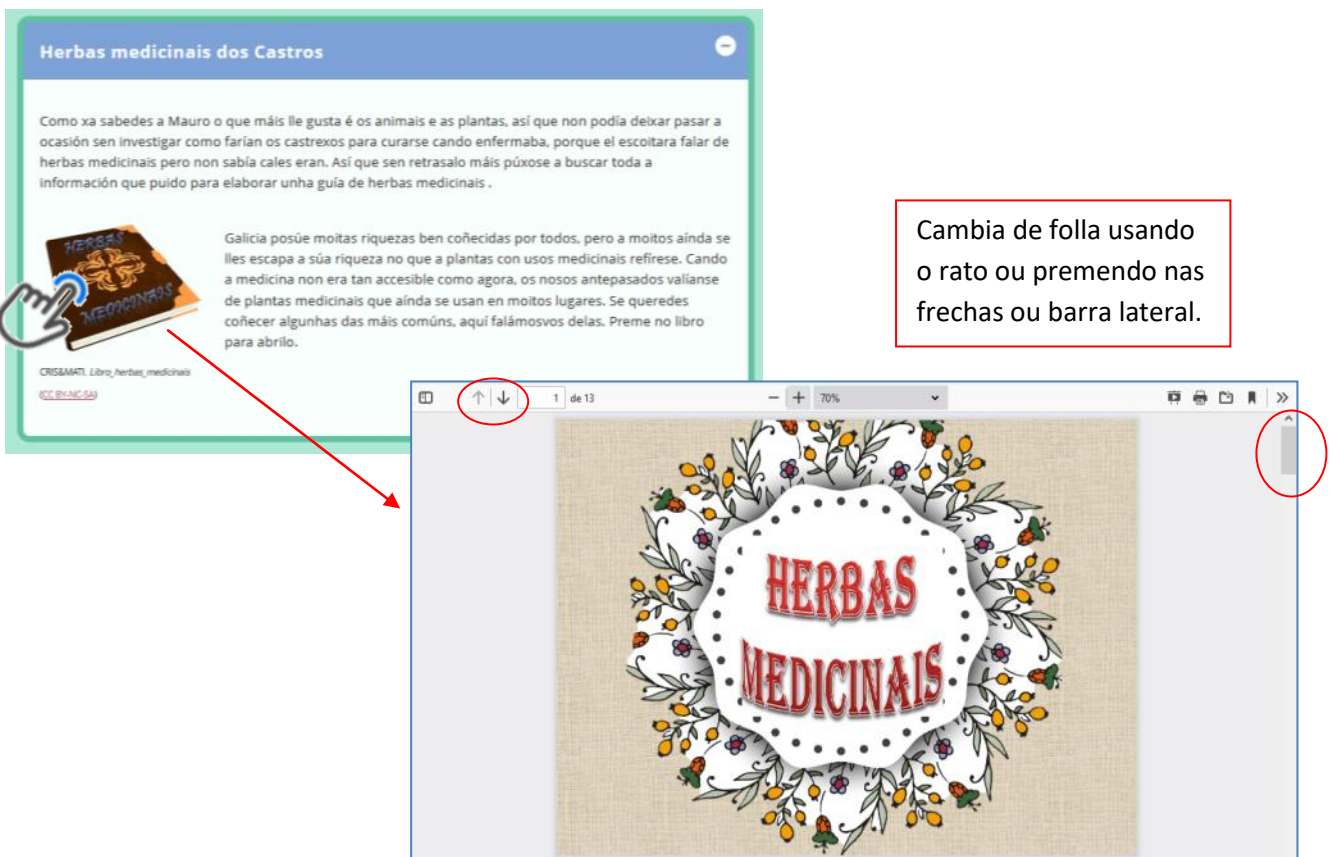 Herbas medicinais dos Castros
Como xa sabedes a Mauro o que máis lle gusta é os animais e as plantas, así que non podía deixar pasar a
ocasión sen investigar como farían os castrexos para curarse cando enfermaba, porque el escoitara falar de
herbas medicinais pero non sabía cales eran. Así que sen retrasalo máis púxose a buscar toda a
información que puido para elaborar unha guía de herbas medicinais .
HERBAS
MEDICINAIS
Galicia posúe moitas riquezas ben coñecidas por todos, pero a moitos aínda se
lles escapa a súa riqueza no que a plantas con usos medicinais refírese. Cando
a medicina non era tan accesible como agora, os nosos antepasados valíanse
de plantas medicinais que aínda se usan en moitos lugares. Se queredes
coñecer algunhas das máis comúns, aquí falámosvos delas. Preme no libro
para abrilo.
CRIS&MATI. Libro_herbas_medicinais
(CC BY-NC-SA)
Cambia de folla usando
o rato ou premendo nas
frechas ou barra lateral.
1 de 13
70%
HERBAS
MEDICINAIS